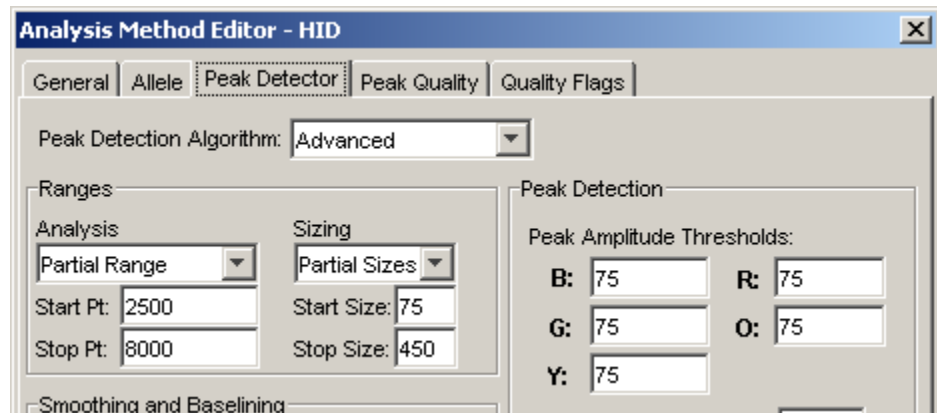 Analysis Method Editor - HID
General Allele Peak Detector Peak Quality Quality Flags
Peak Detection Algorithm: Advanced
Ranges
Analysis Sizing
Partial Range Partial Sizes
Start Pt: 2500 Start Size: 75
Stop Pt: 8000 Stop Size: 450
Peak Detection
Peak Amplitude Thresholds:
B: 75 R: 75
G: 75 O: 75
Y: 75
Smoothing and Baselining